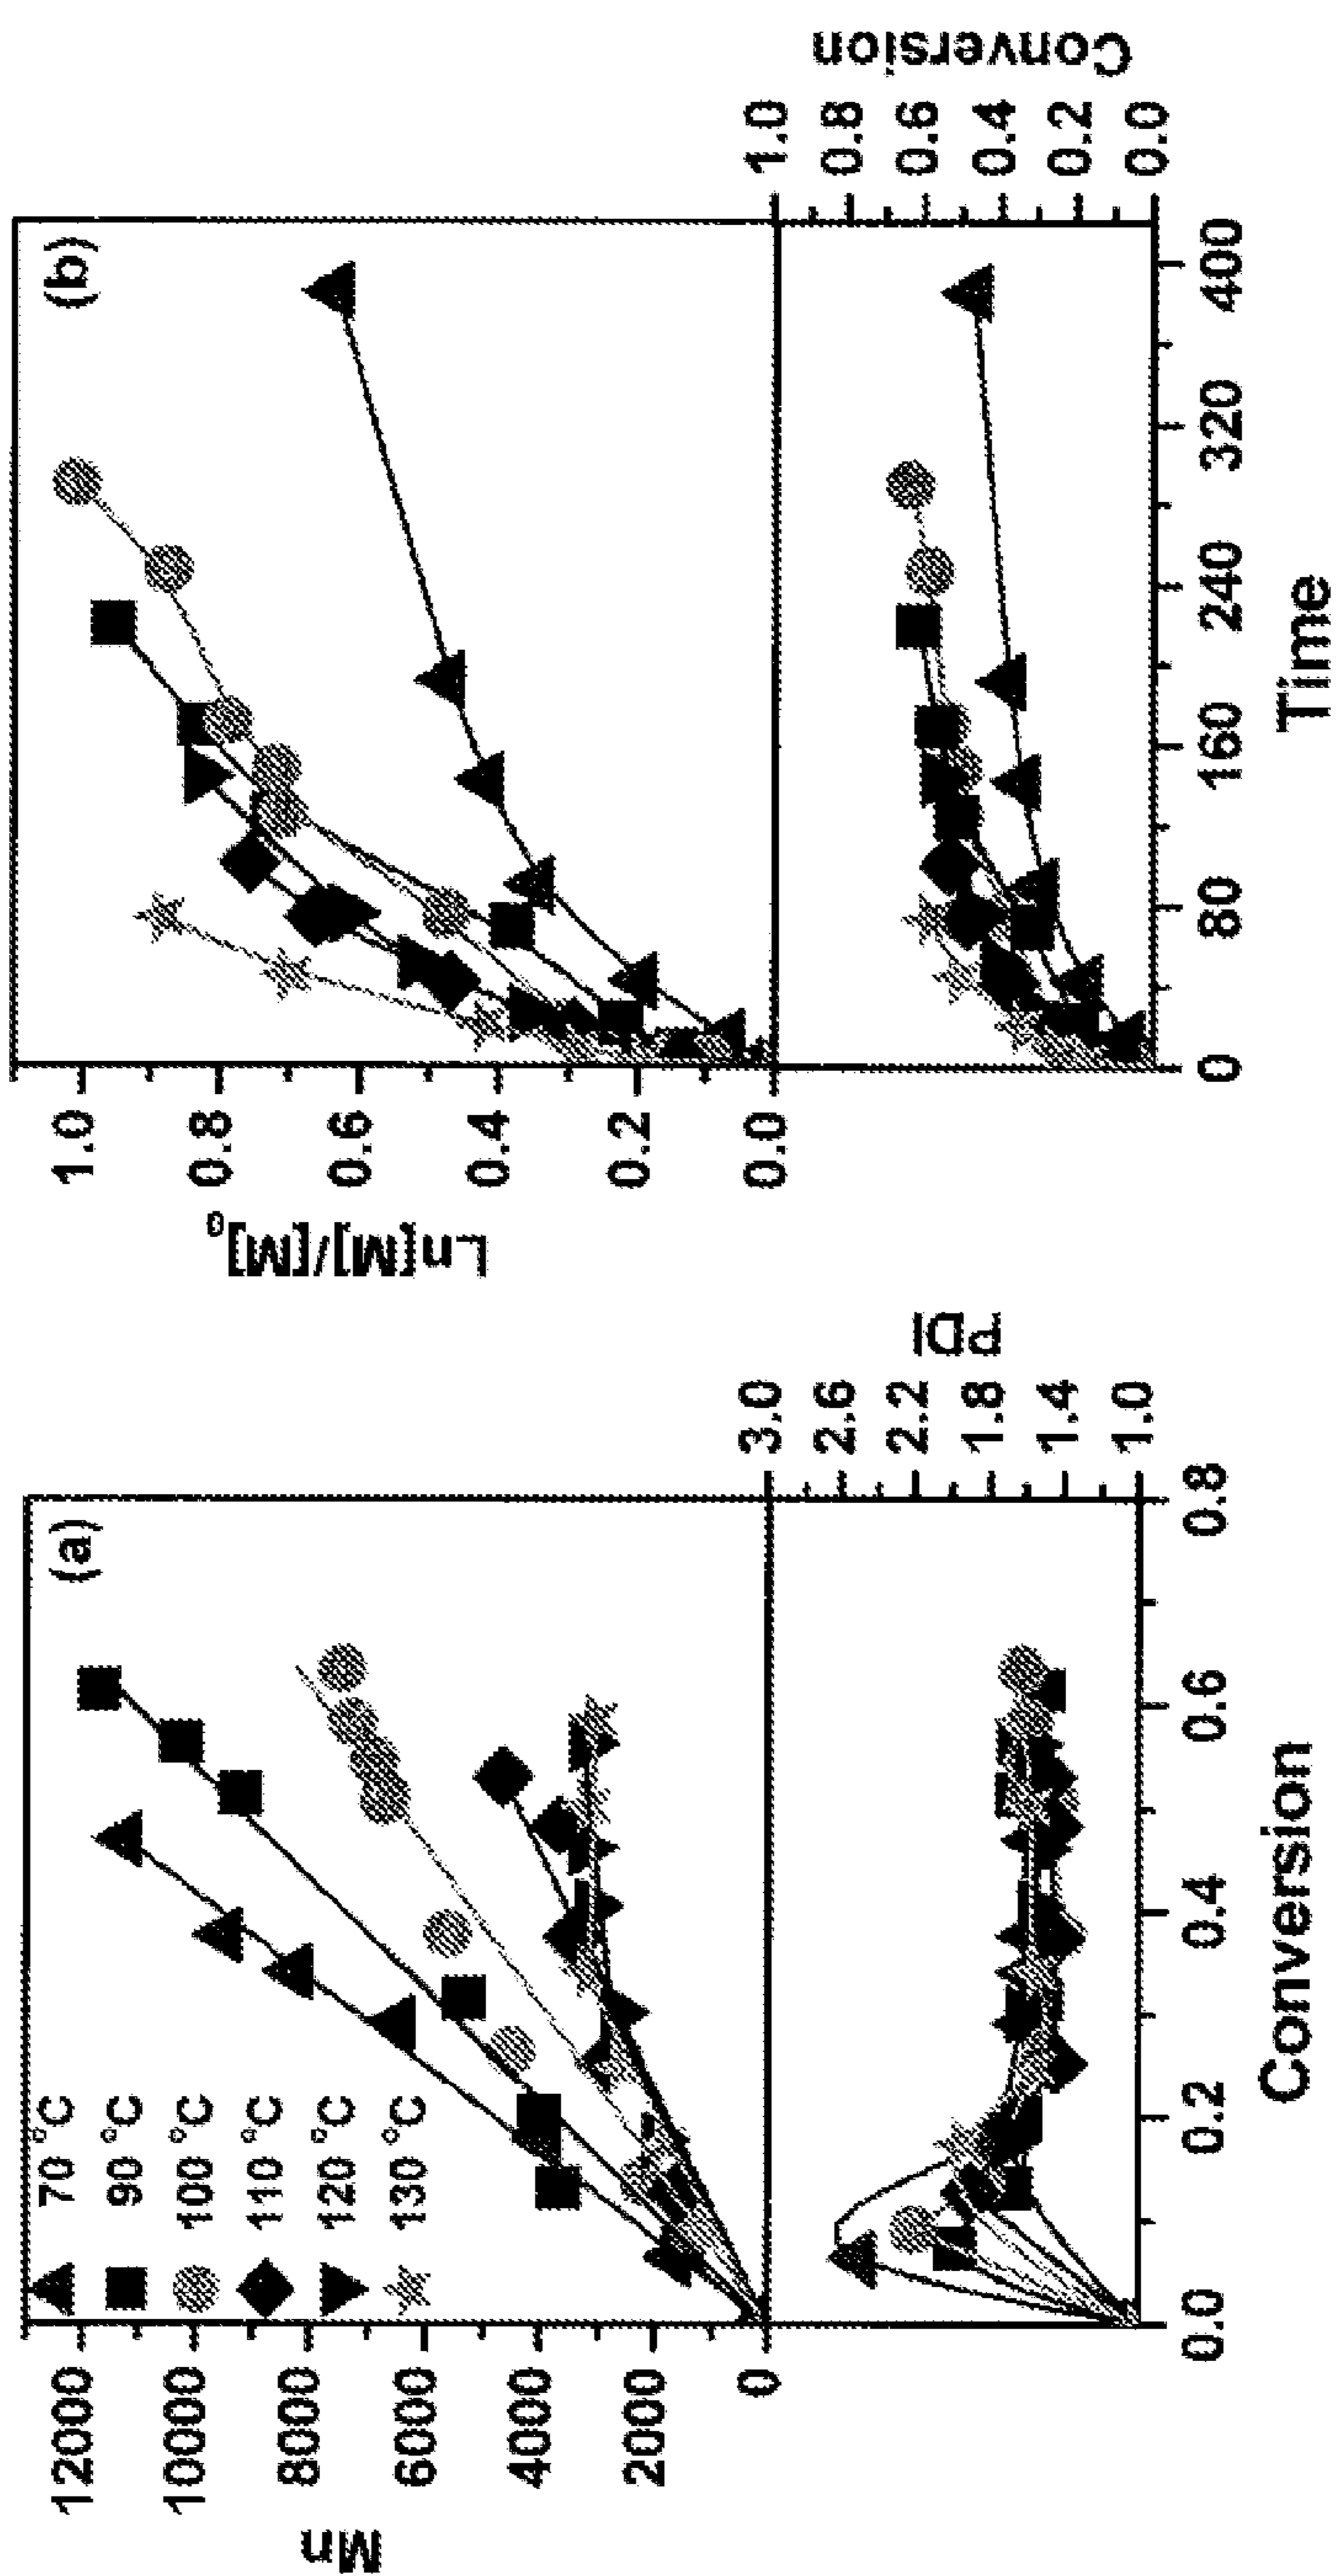 (a)
Mn
12000
10000
8000
6000
4000
2000
0
70 °C
90 °C
100 °C
110 °C
120 °C
130 °C
PDI
3.0
2.6
2.2
1.8
1.4
1.0
0.0 0.2 0.4 0.6 0.8
Conversion
(b)
Ln[M]/[M]₀
1.0
0.8
0.6
0.4
0.2
0.0
Conversion
1.0
0.8
0.6
0.4
0.2
0.0
0 80 160 240 320 400
Time